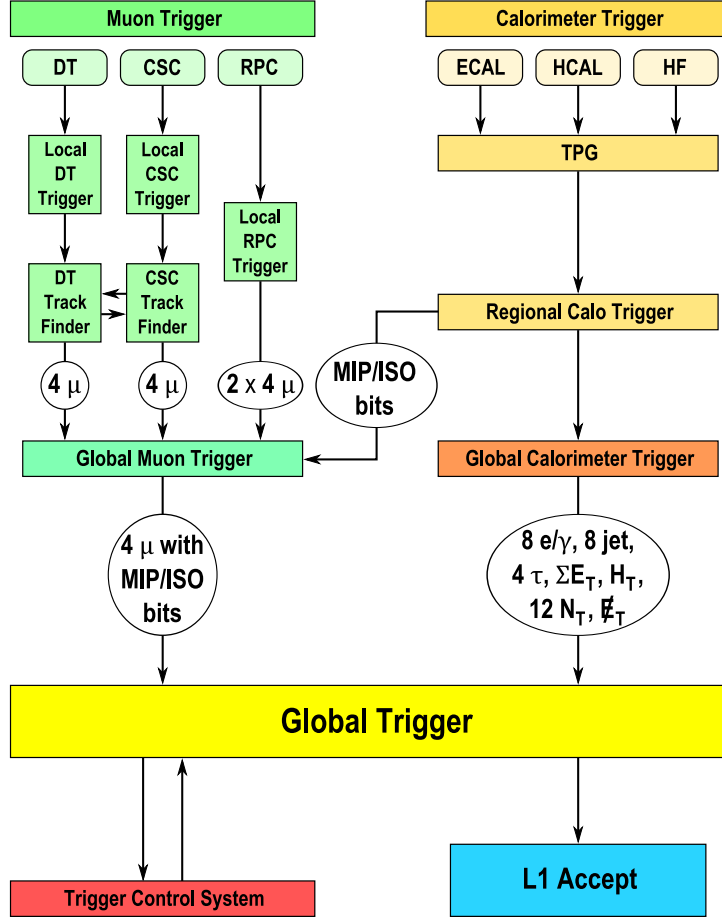 Muon Trigger
Calorimeter Trigger
DT
CSC
RPC
ECAL
HCAL
HF
Local
DT
Trigger
Local
CSC
Trigger
TPG
Local
RPC
Trigger
DT
Track
Finder
CSC
Track
Finder
Regional Calo Trigger
4 μ
4 μ
2 x 4 μ
MIP/ISO
bits
Global Muon Trigger
Global Calorimeter Trigger
4 μ with
MIP/ISO
bits
8 e/γ, 8 jet,
4 τ, ΣE_T, H_T,
12 N_T, E̸_T
Global Trigger
Trigger Control System
L1 Accept